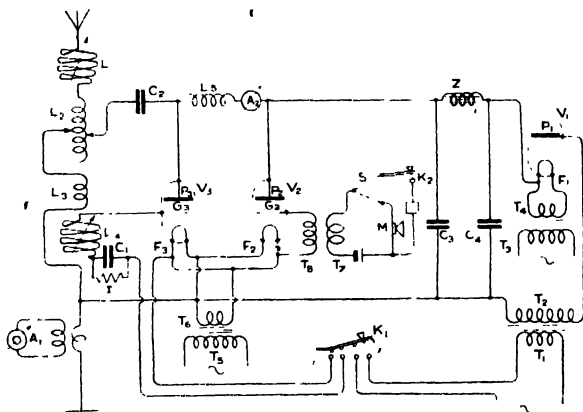 L
L₂
C₂
L₅
A₂
Z
V₁
P₁
F₁
T₄
T₃
L₃
P₃
V₃
G₃
P₂
V₂
G₂
S
K₂
M
C₃
C₄
L₄
C₁
I
F₃
F₂
T₈
T₇
T₆
T₅
K₁
T₂
T₁
A₁